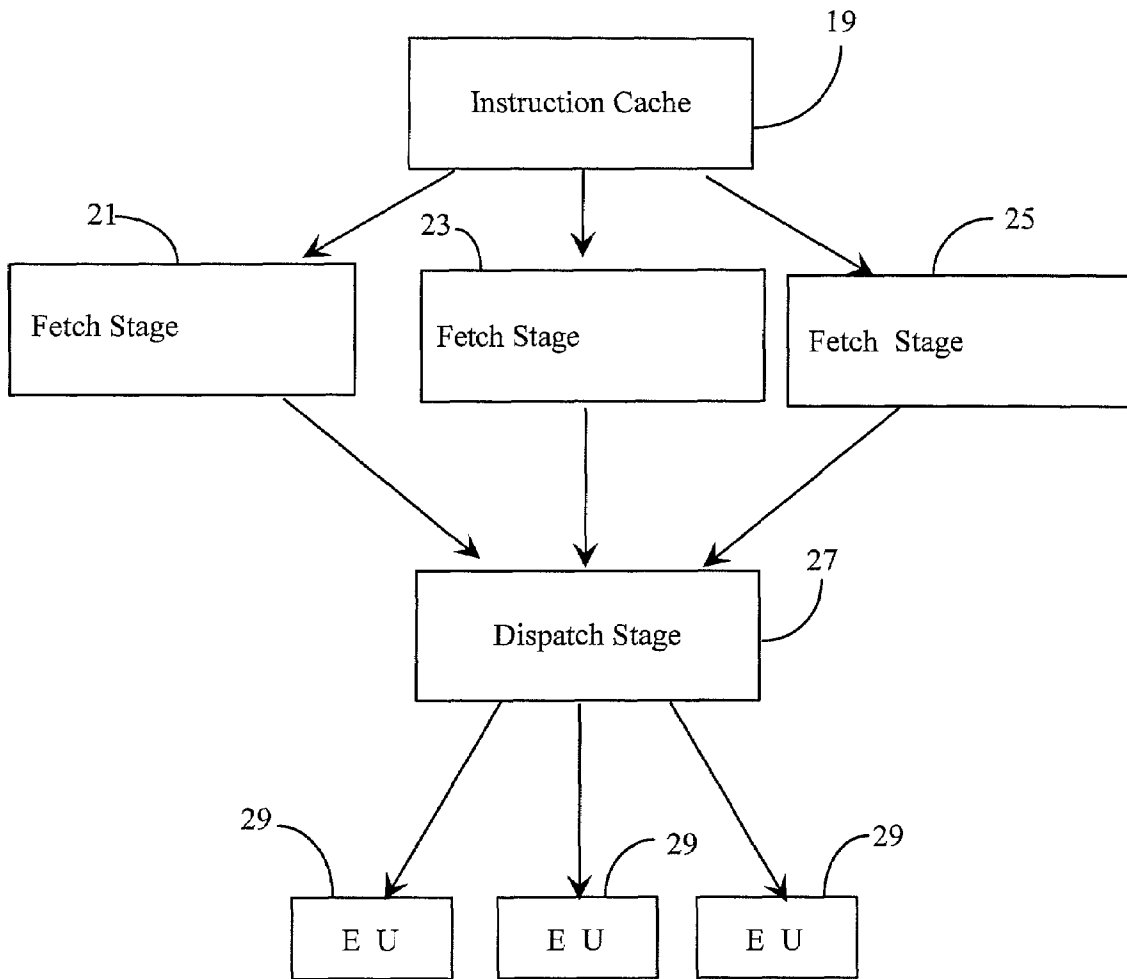 19
Instruction Cache
21
23
25
Fetch Stage
Fetch Stage
Fetch Stage
27
Dispatch Stage
29
29
29
E U
E U
E U